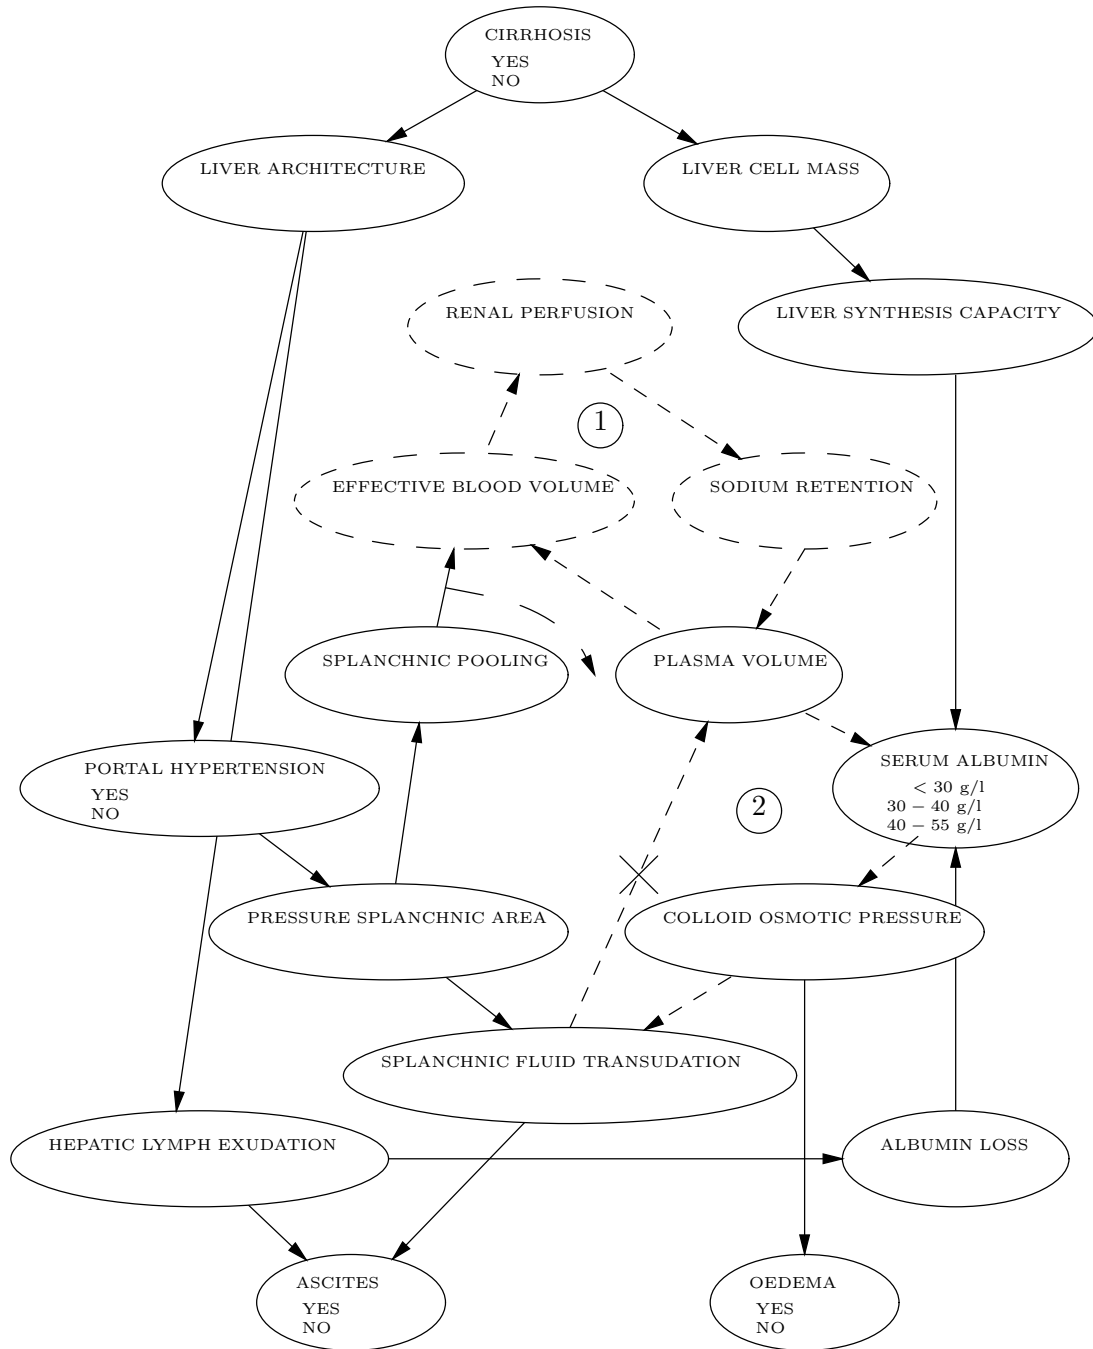 CIRRHOSIS
YES
NO
LIVER ARCHITECTURE
LIVER CELL MASS
RENAL PERFUSION
LIVER SYNTHESIS CAPACITY
1
EFFECTIVE BLOOD VOLUME
SODIUM RETENTION
SPLANCHNIC POOLING
PLASMA VOLUME
PORTAL HYPERTENSION
YES
NO
SERUM ALBUMIN
< 30 g/l
30 – 40 g/l
40 – 55 g/l
2
PRESSURE SPLANCHNIC AREA
COLLOID OSMOTIC PRESSURE
SPLANCHNIC FLUID TRANSUDATION
HEPATIC LYMPH EXUDATION
ALBUMIN LOSS
ASCITES
YES
NO
OEDEMA
YES
NO